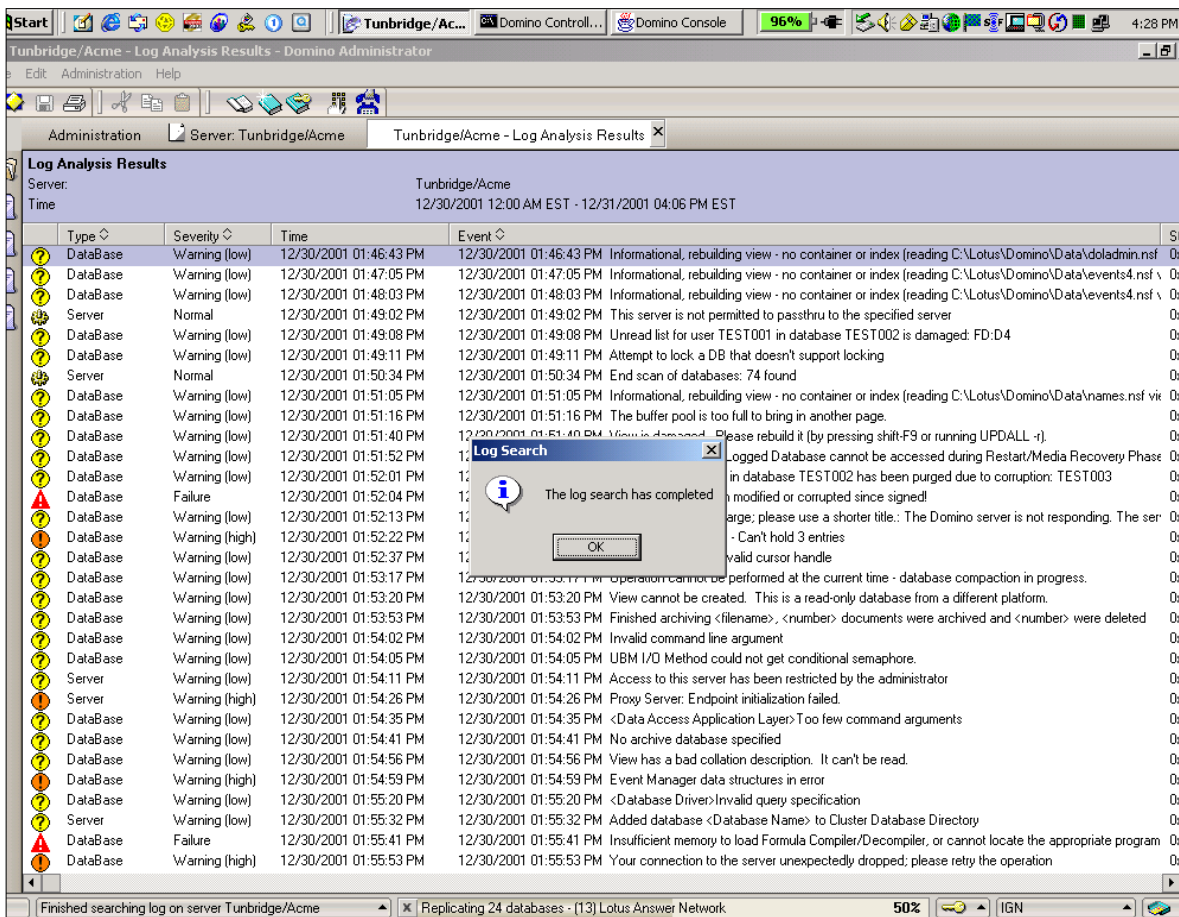 Start Tunbridge/Ac... Domino Controll... Domino Console 96% 4:28 PM
Tunbridge/Acme - Log Analysis Results - Domino Administrator
Edit Administration Help
Administration Server: Tunbridge/Acme Tunbridge/Acme - Log Analysis Results
Log Analysis Results
Server: Tunbridge/Acme
Time 12/30/2001 12:00 AM EST - 12/31/2001 04:06 PM EST
Type Severity Time Event
DataBase Warning (low) 12/30/2001 01:46:43 PM 12/30/2001 01:46:43 PM Informational, rebuilding view - no container or index (reading C:\Lotus\Domino\Data\doladmin.nsf
DataBase Warning (low) 12/30/2001 01:47:05 PM 12/30/2001 01:47:05 PM Informational, rebuilding view - no container or index (reading C:\Lotus\Domino\Data\events4.nsf
DataBase Warning (low) 12/30/2001 01:48:03 PM 12/30/2001 01:48:03 PM Informational, rebuilding view - no container or index (reading C:\Lotus\Domino\Data\events4.nsf
Server Normal 12/30/2001 01:49:02 PM 12/30/2001 01:49:02 PM This server is not permitted to passthru to the specified server
DataBase Warning (low) 12/30/2001 01:49:08 PM 12/30/2001 01:49:08 PM Unread list for user TEST001 in database TEST002 is damaged: FD:D4
DataBase Warning (low) 12/30/2001 01:49:11 PM 12/30/2001 01:49:11 PM Attempt to lock a DB that doesn't support locking
Server Normal 12/30/2001 01:50:34 PM 12/30/2001 01:50:34 PM End scan of databases: 74 found
DataBase Warning (low) 12/30/2001 01:51:05 PM 12/30/2001 01:51:05 PM Informational, rebuilding view - no container or index (reading C:\Lotus\Domino\Data\names.nsf vie
DataBase Warning (low) 12/30/2001 01:51:16 PM 12/30/2001 01:51:16 PM The buffer pool is too full to bring in another page.
DataBase Warning (low) 12/30/2001 01:51:40 PM 12/30/2001 01:51:40 PM View is damaged. Please rebuild it (by pressing shift-F9 or running UPDALL -r).
DataBase Warning (low) 12/30/2001 01:51:52 PM Logged Database cannot be accessed during Restart/Media Recovery Phase
DataBase Warning (low) 12/30/2001 12:52:01 PM in database TEST002 has been purged due to corruption: TEST003
DataBase Failure 12/30/2001 01:52:04 PM modified or corrupted since signed!
DataBase Warning (low) 12/30/2001 01:52:13 PM arge; please use a shorter title.: The Domino server is not responding. The ser
DataBase Warning (high) 12/30/2001 01:52:22 PM - Can't hold 3 entries
DataBase Warning (low) 12/30/2001 01:52:37 PM valid cursor handle
DataBase Warning (low) 12/30/2001 01:53:17 PM 12/30/2001 01:53:17 PM Operation cannot be performed at the current time - database compaction in progress.
DataBase Warning (low) 12/30/2001 01:53:20 PM 12/30/2001 01:53:20 PM View cannot be created. This is a read-only database from a different platform.
DataBase Warning (low) 12/30/2001 01:53:53 PM 12/30/2001 01:53:53 PM Finished archiving <filename>, <number> documents were archived and <number> were deleted
DataBase Warning (low) 12/30/2001 01:54:02 PM 12/30/2001 01:54:02 PM Invalid command line argument
DataBase Warning (low) 12/30/2001 01:54:05 PM 12/30/2001 01:54:05 PM UBM I/O Method could not get conditional semaphore.
Server Warning (low) 12/30/2001 01:54:11 PM 12/30/2001 01:54:11 PM Access to this server has been restricted by the administrator
Server Warning (high) 12/30/2001 01:54:26 PM 12/30/2001 01:54:26 PM Proxy Server: Endpoint initialization failed.
DataBase Warning (low) 12/30/2001 01:54:35 PM 12/30/2001 01:54:35 PM <Data Access Application Layer>Too few command arguments
DataBase Warning (low) 12/30/2001 01:54:41 PM 12/30/2001 01:54:41 PM No archive database specified
DataBase Warning (low) 12/30/2001 01:54:56 PM 12/30/2001 01:54:56 PM View has a bad collation description. It can't be read.
DataBase Warning (high) 12/30/2001 01:54:59 PM 12/30/2001 01:54:59 PM Event Manager data structures in error
DataBase Warning (low) 12/30/2001 01:55:20 PM 12/30/2001 01:55:20 PM <Database Driver>Invalid query specification
Server Warning (low) 12/30/2001 01:55:32 PM 12/30/2001 01:55:32 PM Added database <Database Name> to Cluster Database Directory
DataBase Failure 12/30/2001 01:55:41 PM 12/30/2001 01:55:41 PM Insufficient memory to load Formula Compiler/Decompiler, or cannot locate the appropriate program
DataBase Warning (high) 12/30/2001 01:55:53 PM 12/30/2001 01:55:53 PM Your connection to the server unexpectedly dropped; please retry the operation
Log Search
The log search has completed
OK
Finished searching log on server Tunbridge/Acme Replicating 24 databases - (13) Lotus Answer Network 50% IGN